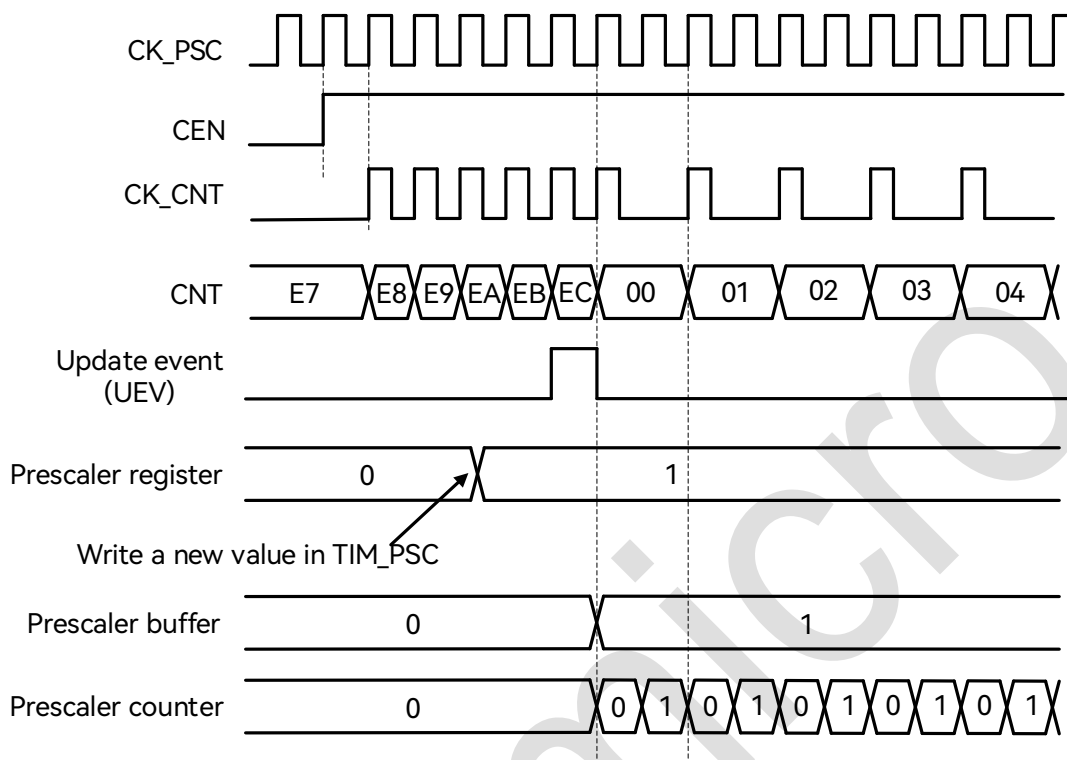 CK_PSC
CEN
CK_CNT
CNT E7 E8 E9 EA EB EC 00 01 02 03 04
Update event
(UEV)
Prescaler register 0 1
Write a new value in TIM_PSC
Prescaler buffer 0 1
Prescaler counter 0 0 1 0 1 0 1 0 1 0 1
micro